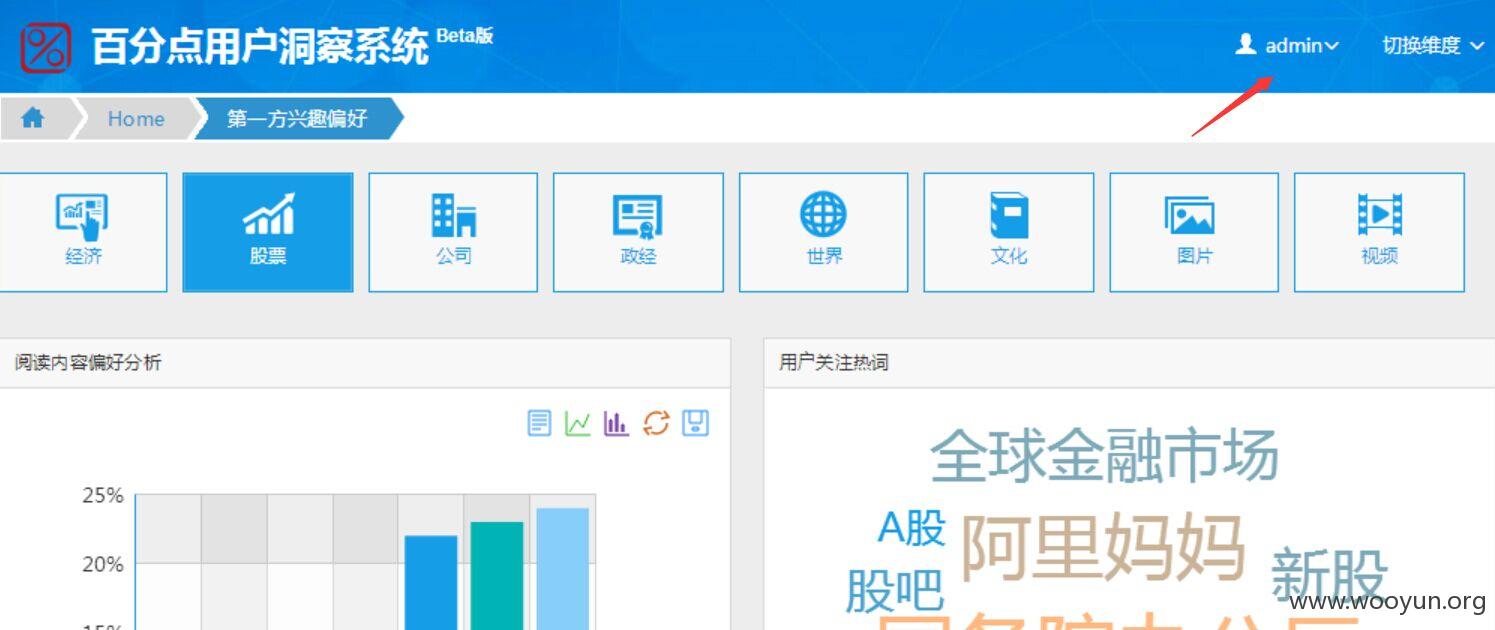 百分点用户洞察系统 Beta版
admin
切换维度
Home
第一方兴趣偏好
经济
股票
公司
政经
世界
文化
图片
视频
阅读内容偏好分析
用户关注热词
25%
20%
全球金融市场
A股
阿里妈妈
股吧
新股
www.wooyun.org